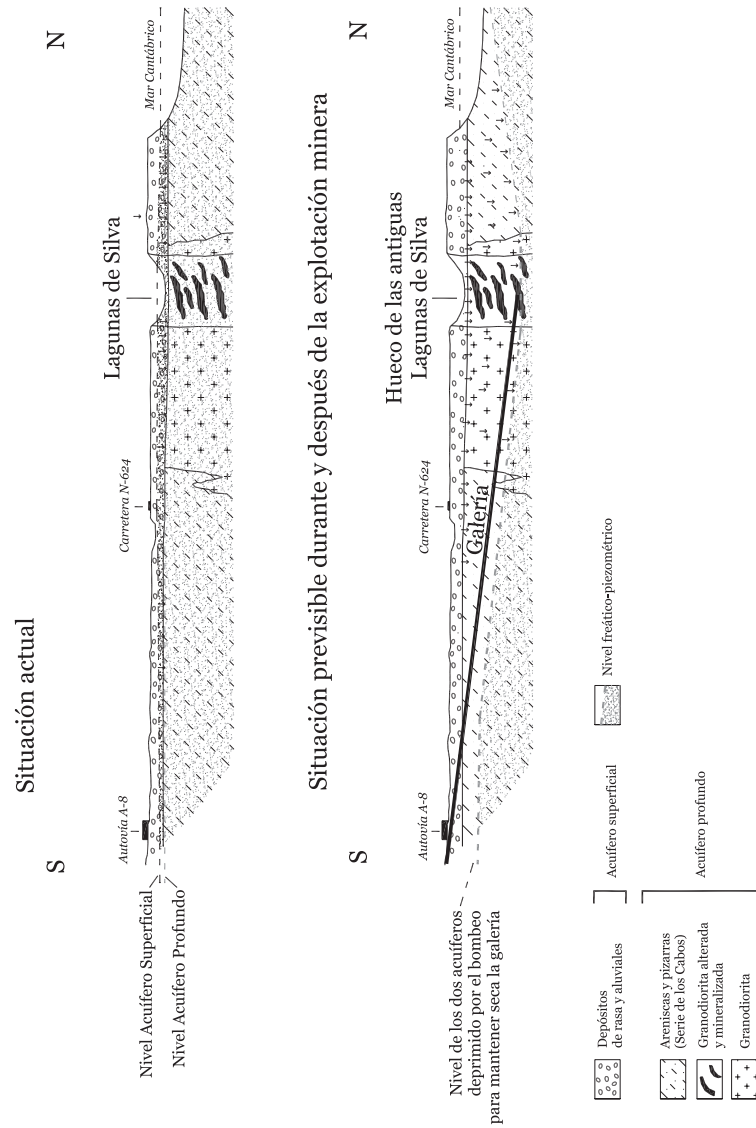 Situación actual
S
N
Autovía A-8
Carretera N-624
Lagunas de Silva
Mar Cantábrico
Nivel Acuífero Superficial
Nivel Acuífero Profundo
Situación previsible durante y después de la explotación minera
S
N
Autovía A-8
Carretera N-624
Hueco de las antiguas
Lagunas de Silva
Mar Cantábrico
Galería
Nivel de los dos acuíferos
deprimido por el bombeo
para mantener seca la galería
Depósitos
de rasa y aluviales
Acuífero superficial
Nivel freático-piezométrico
Areniscas y pizarras
(Serie de los Cabos)
Granodiorita alterada
y mineralizada
Granodiorita
Acuífero profundo